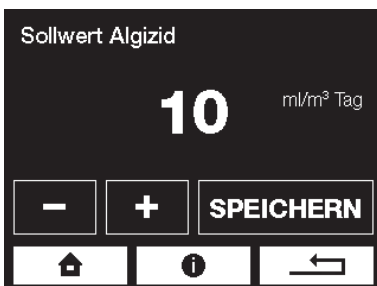 Sollwert Algizid
10 ml/m³ Tag
− + SPEICHERN
i